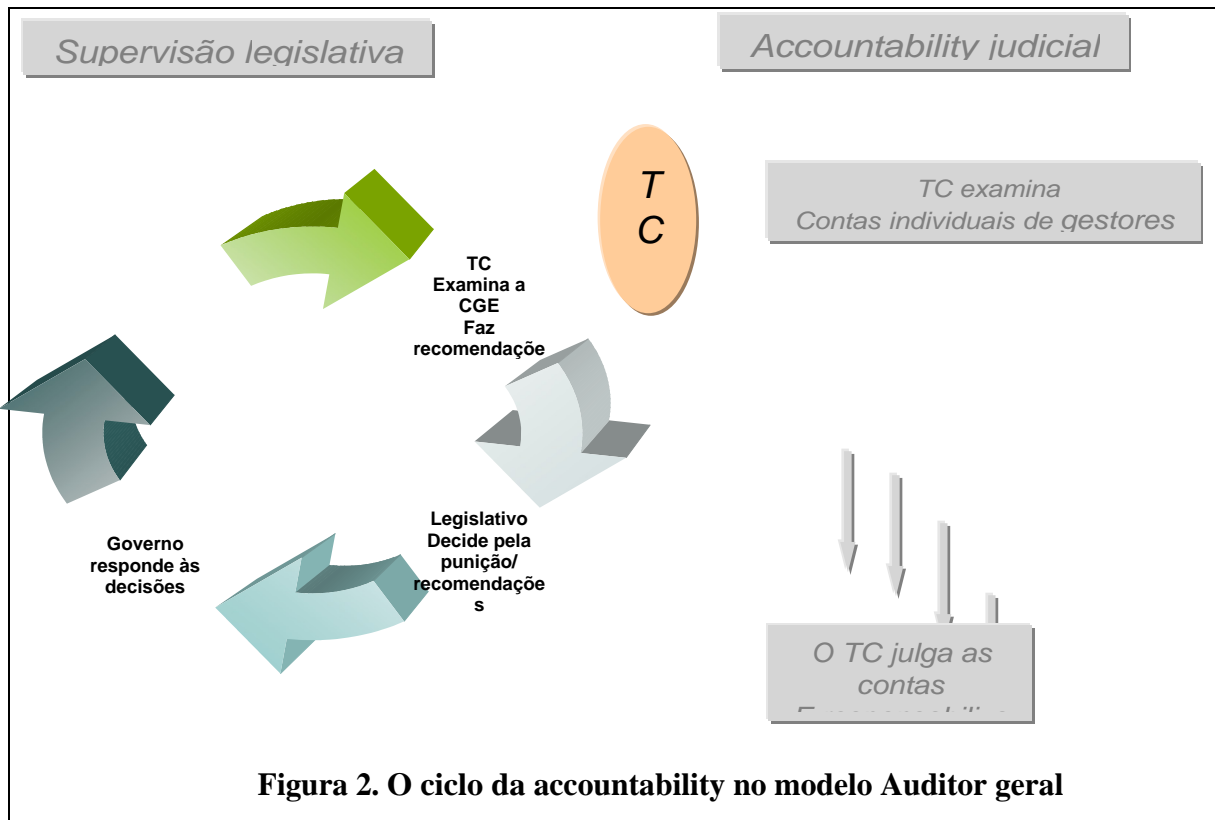 Supervisão legislativa
Accountability judicial
T
C
TC examina
Contas individuais de gestores
TC
Examina a
CGE
Faz
recomendaçõe
Legislativo
Decide pela
punição/
recomendaçõe
s
Governo
responde às
decisões
O TC julga as
contas
Figura 2. O ciclo da accountability no modelo Auditor geral